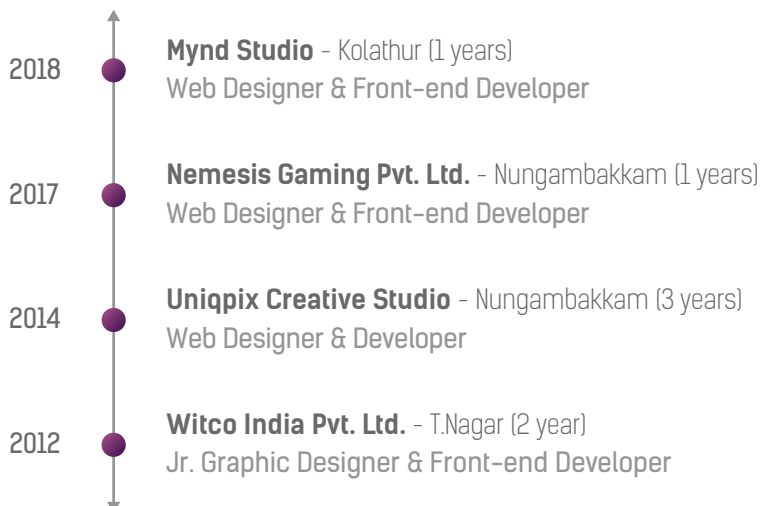 2018
Mynd Studio - Kolathur (1 years)
Web Designer & Front-end Developer
2017
Nemesis Gaming Pvt. Ltd. - Nungambakkam (1 years)
Web Designer & Front-end Developer
2014
Uniqpix Creative Studio - Nungambakkam (3 years)
Web Designer & Developer
2012
Witco India Pvt. Ltd. - T.Nagar (2 year)
Jr. Graphic Designer & Front-end Developer